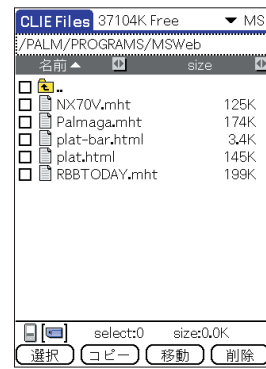 CLIE Files 37104K Free ▼ MS
/PALM/PROGRAMS/MSWeb
名前▲ size
..
NX70V.mht 125K
Palmaga.mht 174K
plat-bar.html 3.4K
plat.html 145K
RBBTODAY.mht 199K
select:0 size:0.0K
選択 コピー 移動 削除